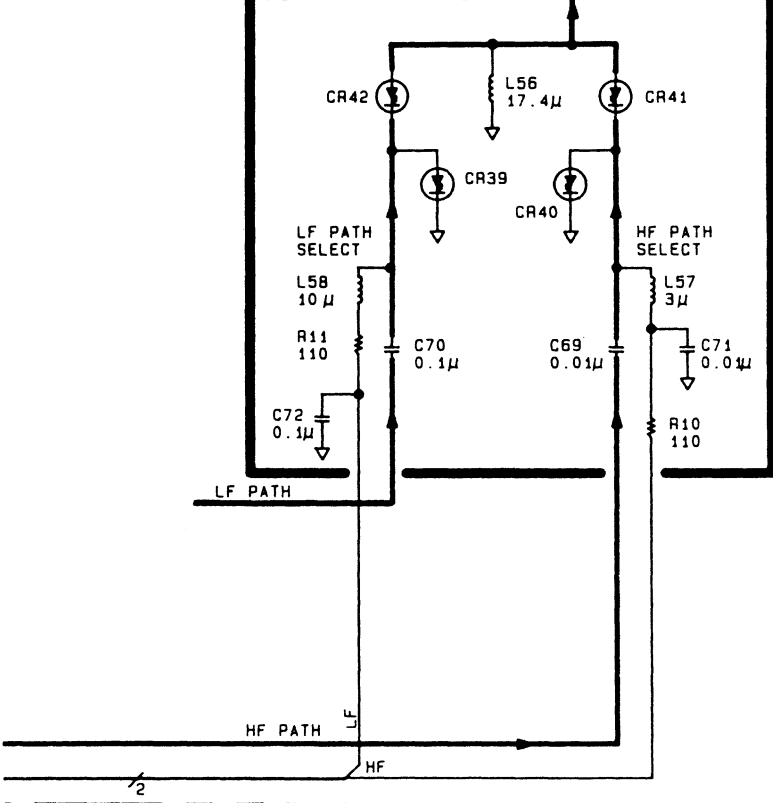 CR42
L56
17.4µ
CR41
CR39
CR40
LF PATH
SELECT
HF PATH
SELECT
L58
10µ
L57
3µ
R11
110
C70
0.1µ
C69
0.01µ
C71
0.01µ
C72
0.1µ
R10
110
LF PATH
LF
HF PATH
HF
2